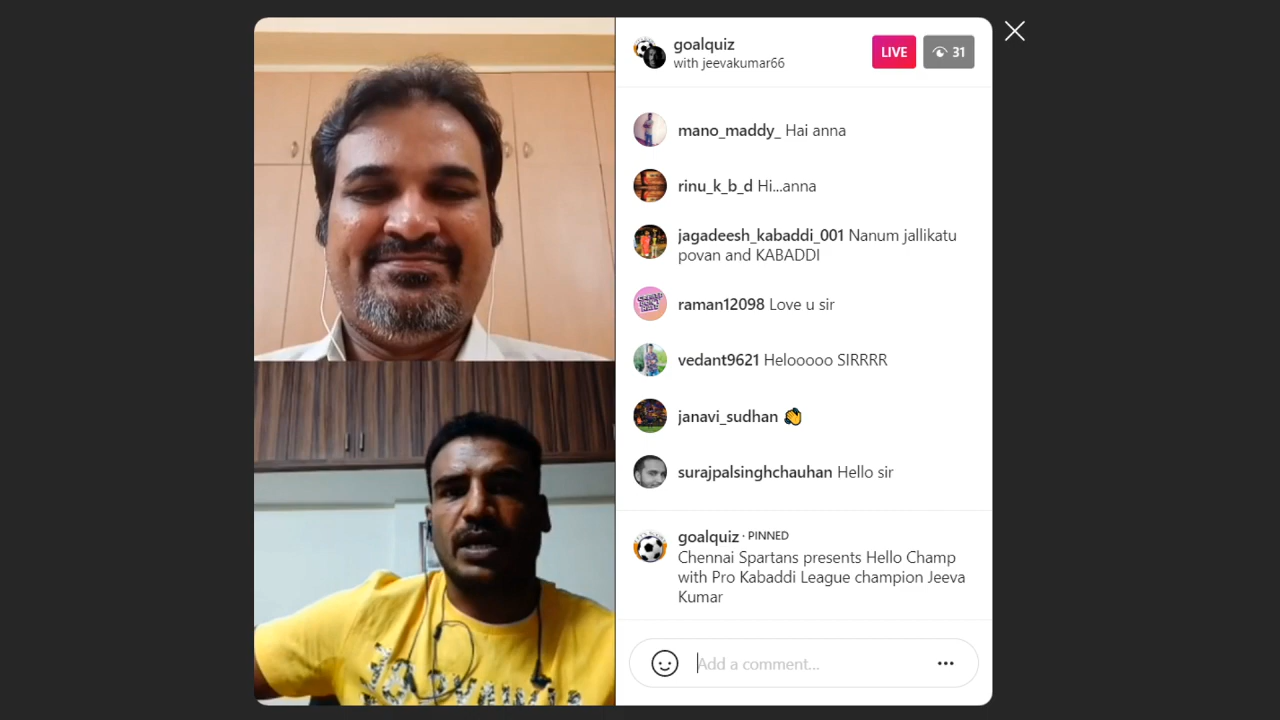 goalquiz
with jeevakumar66
LIVE
31
mano_maddy_ Hai anna
rinu_k_b_d Hi...anna
jagadeesh_kabaddi_001 Nanum jallikatu
povan and KABADDI
raman12098 Love u sir
vedant9621 Helooooo SIRRRR
janavi_sudhan 👏
surajpalsinghchauhan Hello sir
goalquiz · PINNED
Chennai Spartans presents Hello Champ
with Pro Kabaddi League champion Jeeva
Kumar
Add a comment...